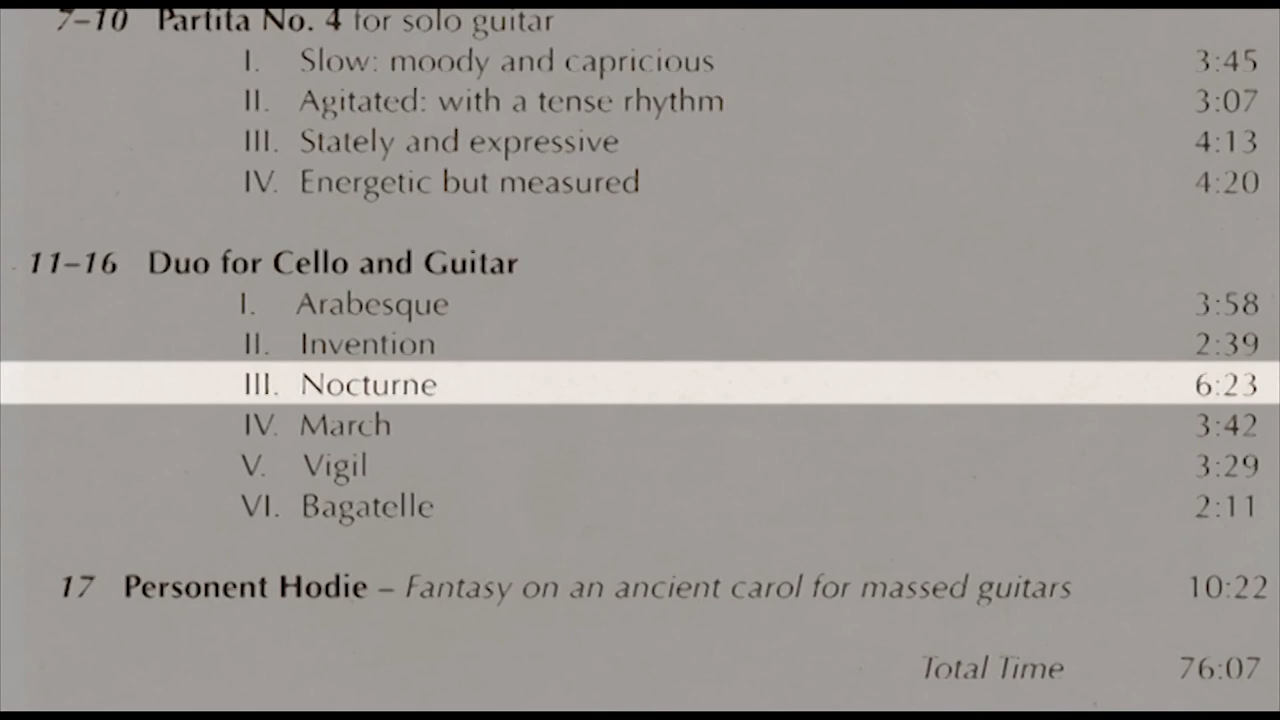 7–10 Partita No. 4 for solo guitar
I. Slow: moody and capricious 3:45
II. Agitated: with a tense rhythm 3:07
III. Stately and expressive 4:13
IV. Energetic but measured 4:20
11–16 Duo for Cello and Guitar
I. Arabesque 3:58
II. Invention 2:39
III. Nocturne 6:23
IV. March 3:42
V. Vigil 3:29
VI. Bagatelle 2:11
17 Personent Hodie – Fantasy on an ancient carol for massed guitars 10:22
Total Time 76:07